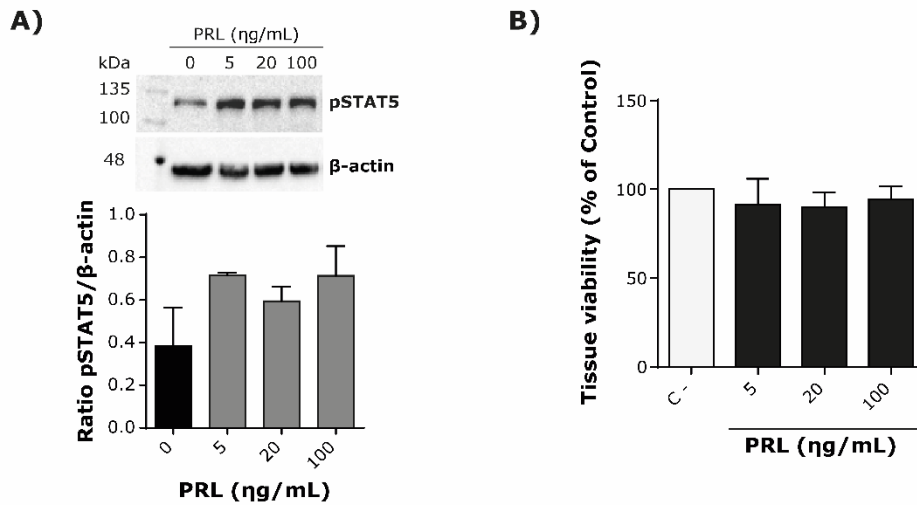 A)
PRL (ηg/mL)
kDa 0 5 20 100
135
100
pSTAT5
48
β-actin
Ratio pSTAT5/β-actin
1.0
0.8
0.6
0.4
0.2
0.0
0 5 20 100
PRL (ηg/mL)
B)
Tissue viability (% of Control)
150
100
50
0
C - 5 20 100
PRL (ηg/mL)